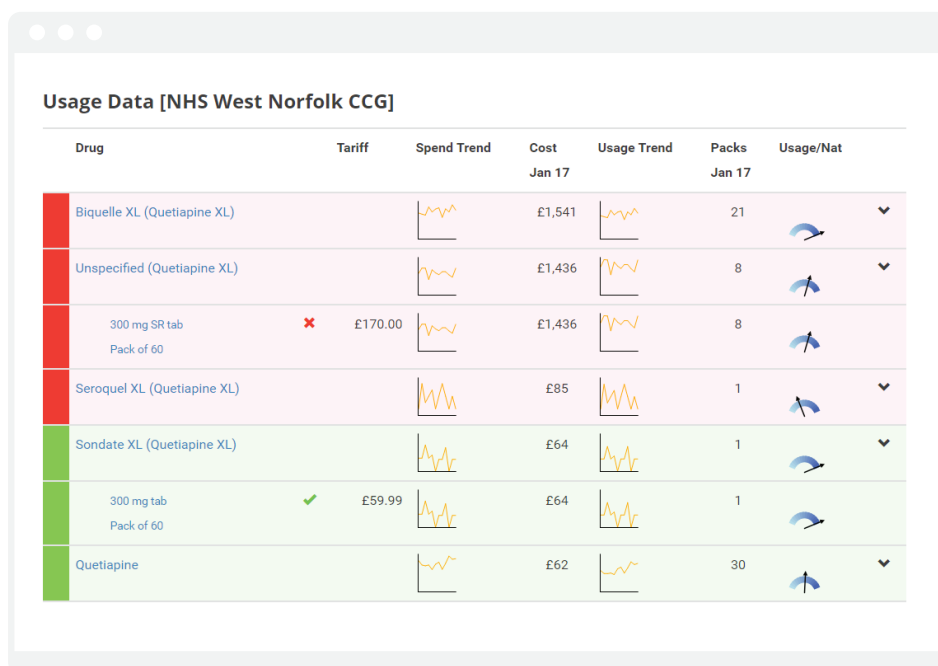 Usage Data [NHS West Norfolk CCG]
Drug Tariff Spend Trend Cost Usage Trend Packs Usage/Nat
Jan 17 Jan 17
Biquelle XL (Quetiapine XL) £1,541 21
Unspecified (Quetiapine XL) £1,436 8
300 mg SR tab £170.00 £1,436 8
Pack of 60
Seroquel XL (Quetiapine XL) £85 1
Sondate XL (Quetiapine XL) £64 1
300 mg tab £59.99 £64 1
Pack of 60
Quetiapine £62 30